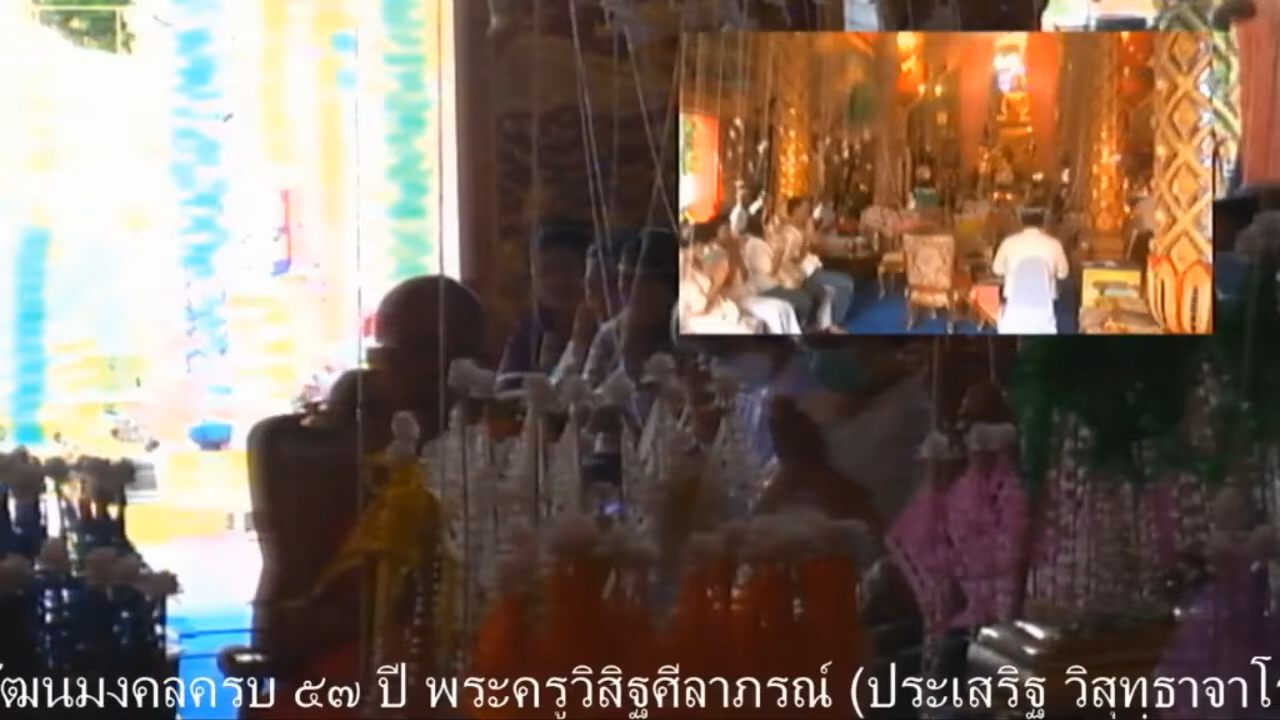 ัฒนมงคลครบ ๕๗ ปี พระครูวิสิฐศีลาภรณ์ (ประเสริฐ วิสุทฺธาจาโร